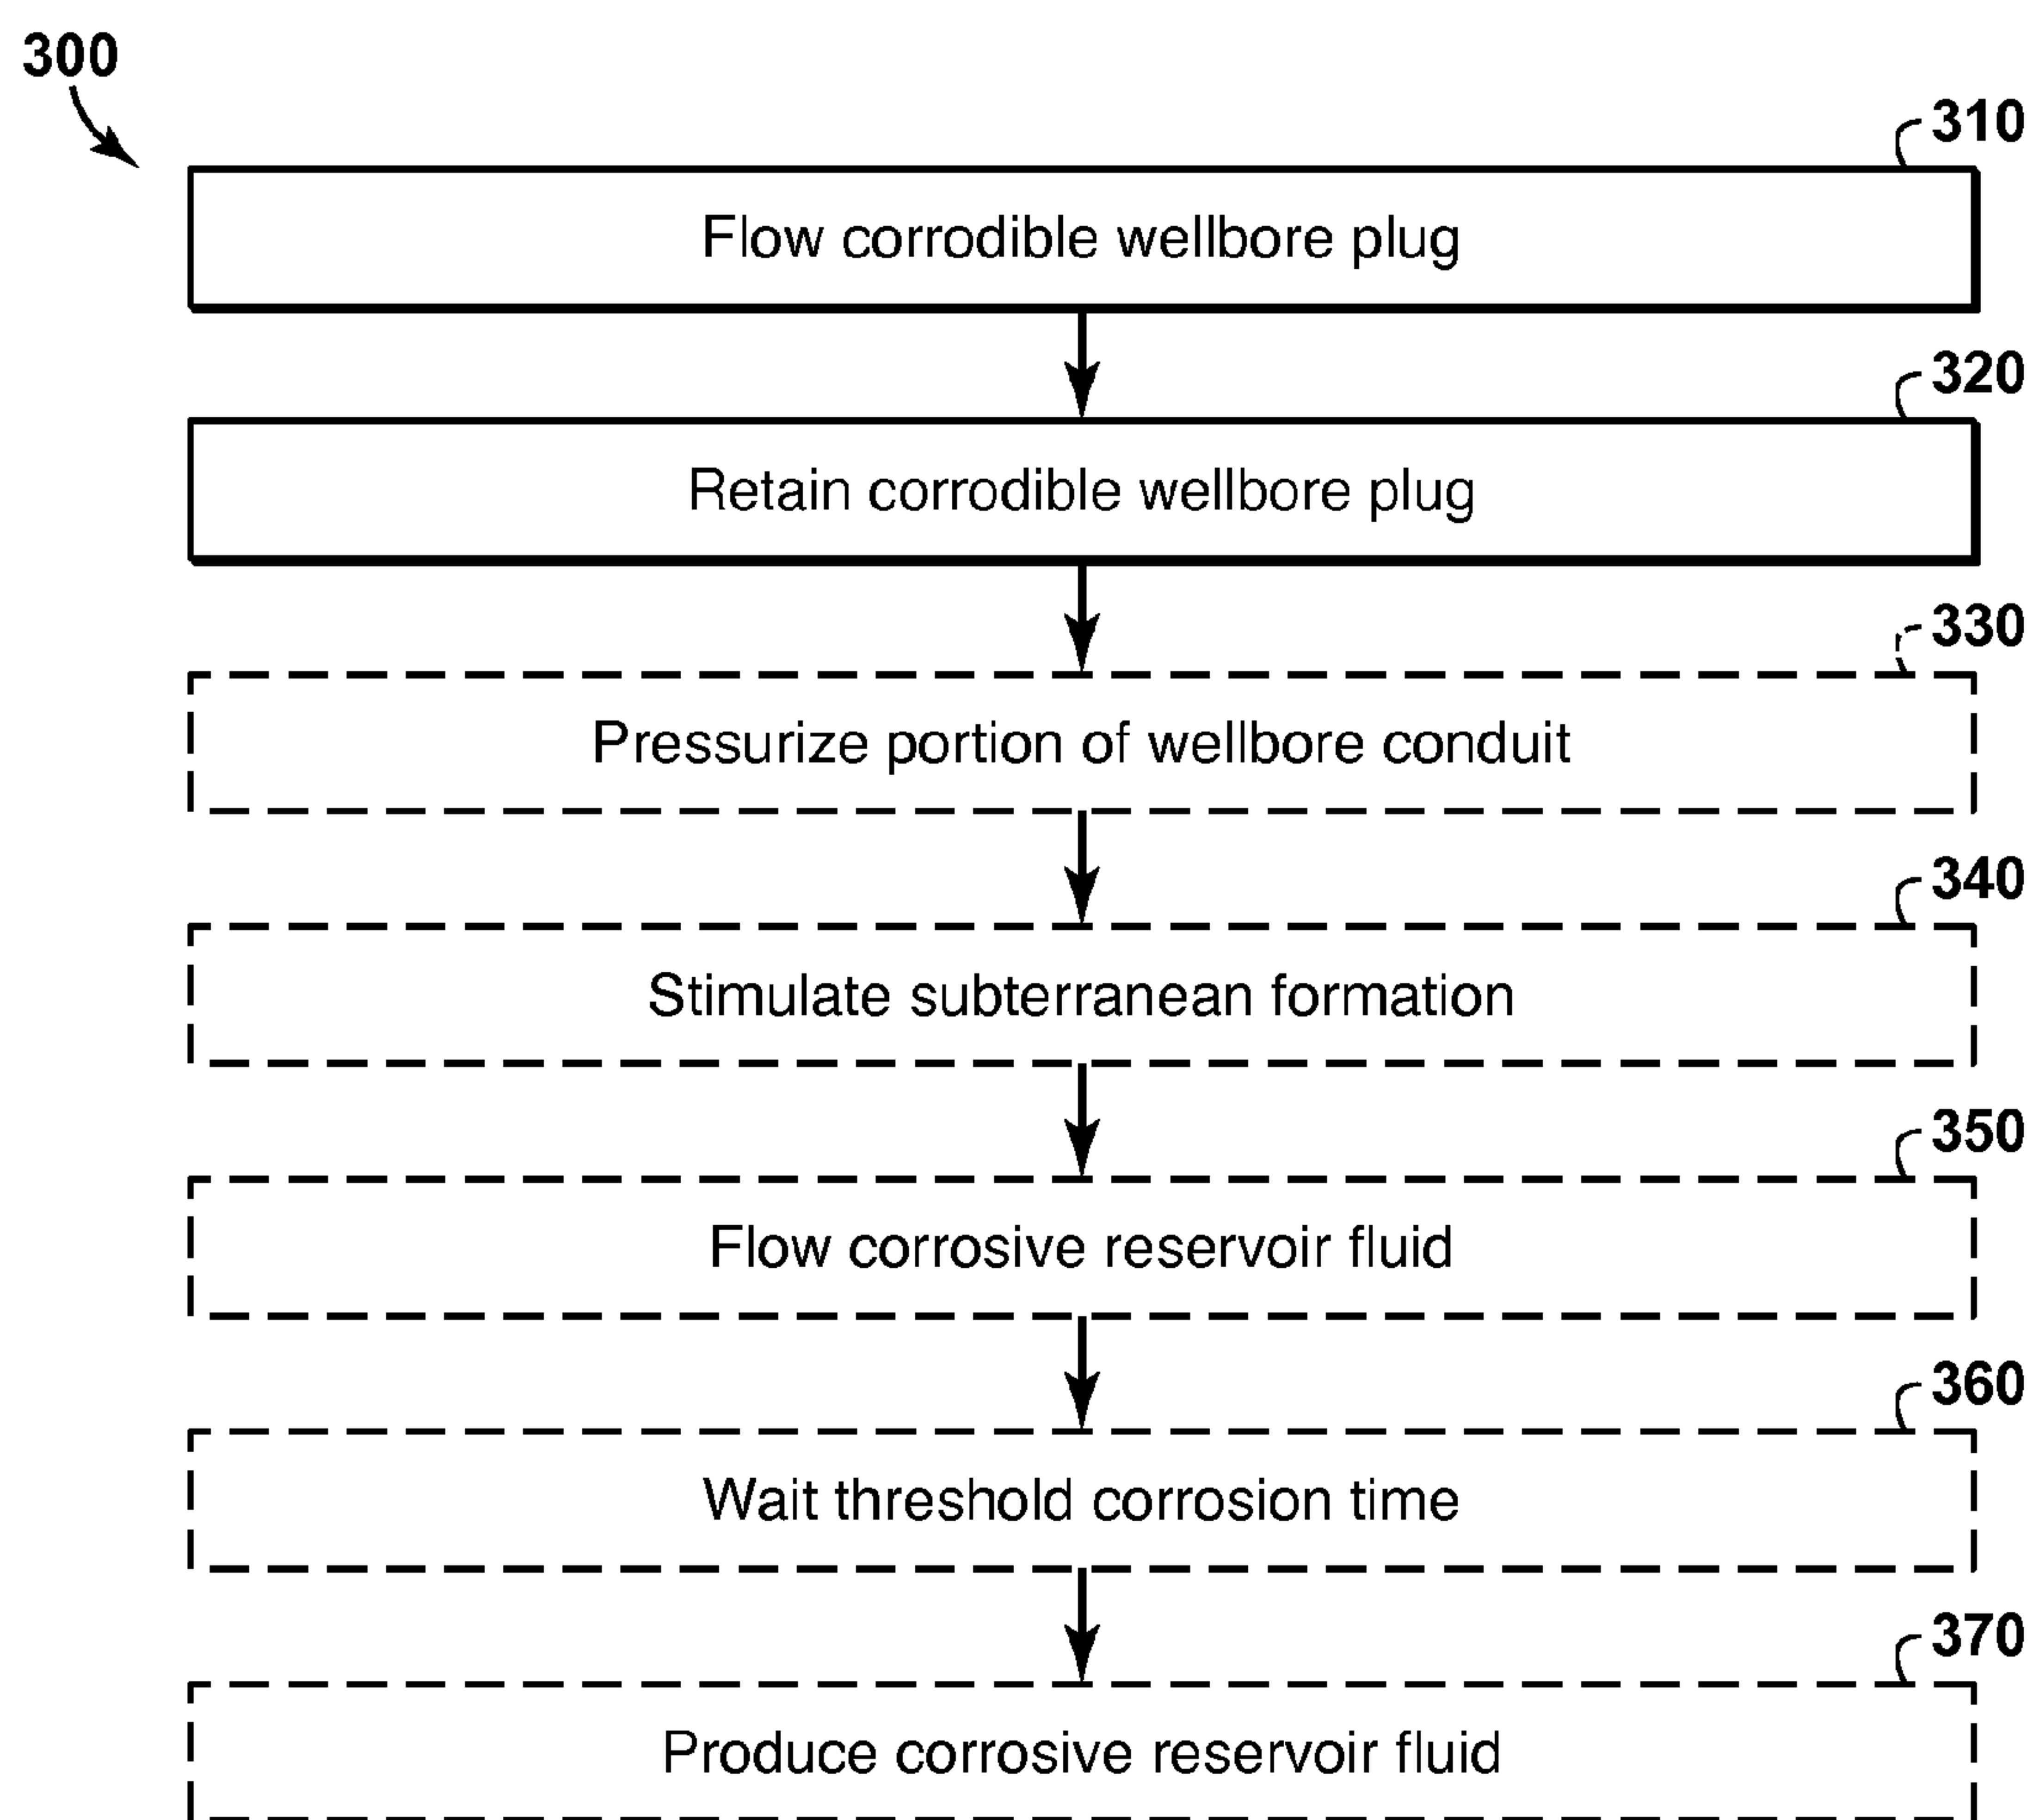 300
310
Flow corrodible wellbore plug
320
Retain corrodible wellbore plug
330
Pressurize portion of wellbore conduit
340
Stimulate subterranean formation
350
Flow corrosive reservoir fluid
360
Wait threshold corrosion time
370
Produce corrosive reservoir fluid